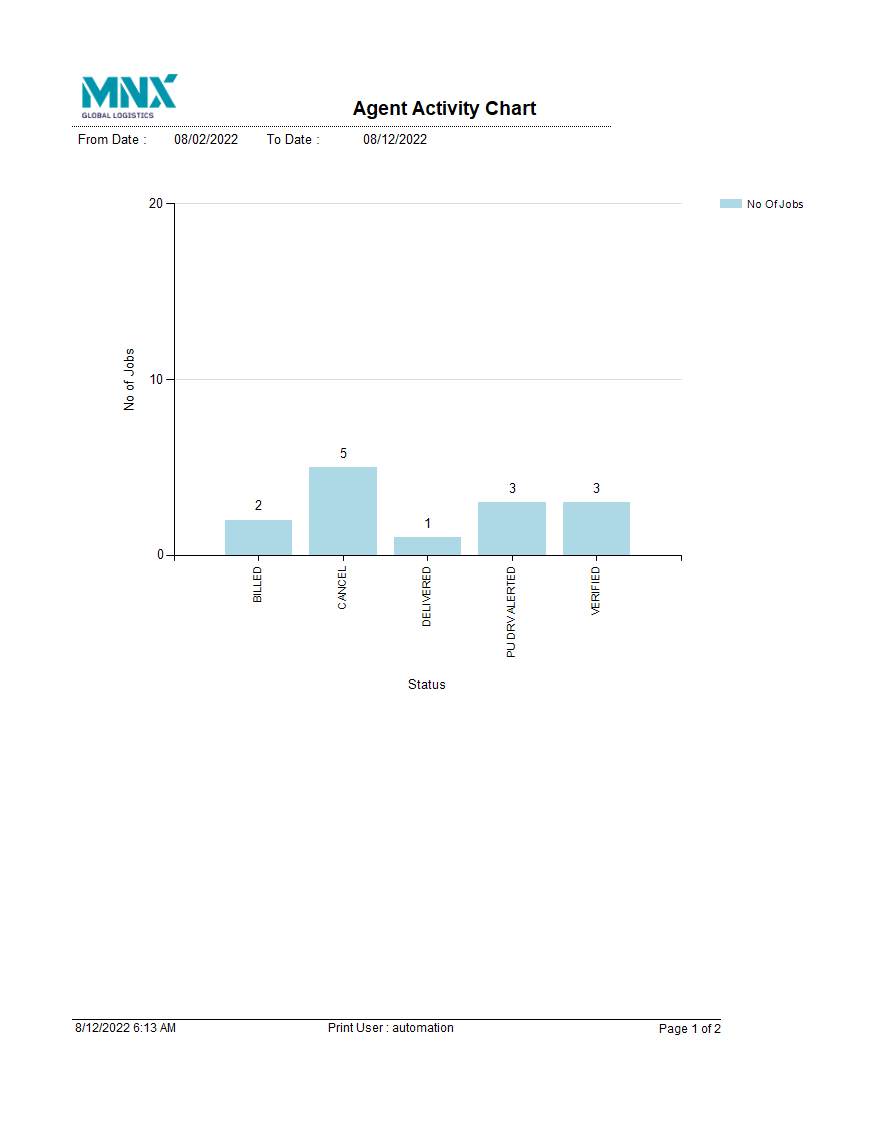 MNX
GLOBAL LOGISTICS
Agent Activity Chart
From Date : 08/02/2022 To Date : 08/12/2022
20
No Of Jobs
10
No of Jobs
5
3
3
2
1
0
BILLED
CANCEL
DELIVERED
PU DRV ALERTED
VERIFIED
Status
8/12/2022 6:13 AM Print User : automation Page 1 of 2